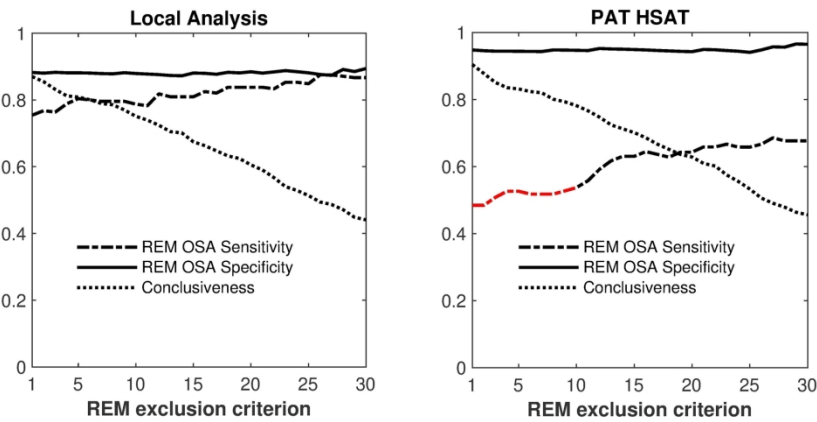 Local Analysis
1
0.8
0.6
0.4
0.2
0
REM OSA Sensitivity
REM OSA Specificity
Conclusiveness
1 5 10 15 20 25 30
REM exclusion criterion
PAT HSAT
1
0.8
0.6
0.4
0.2
0
REM OSA Sensitivity
REM OSA Specificity
Conclusiveness
1 5 10 15 20 25 30
REM exclusion criterion